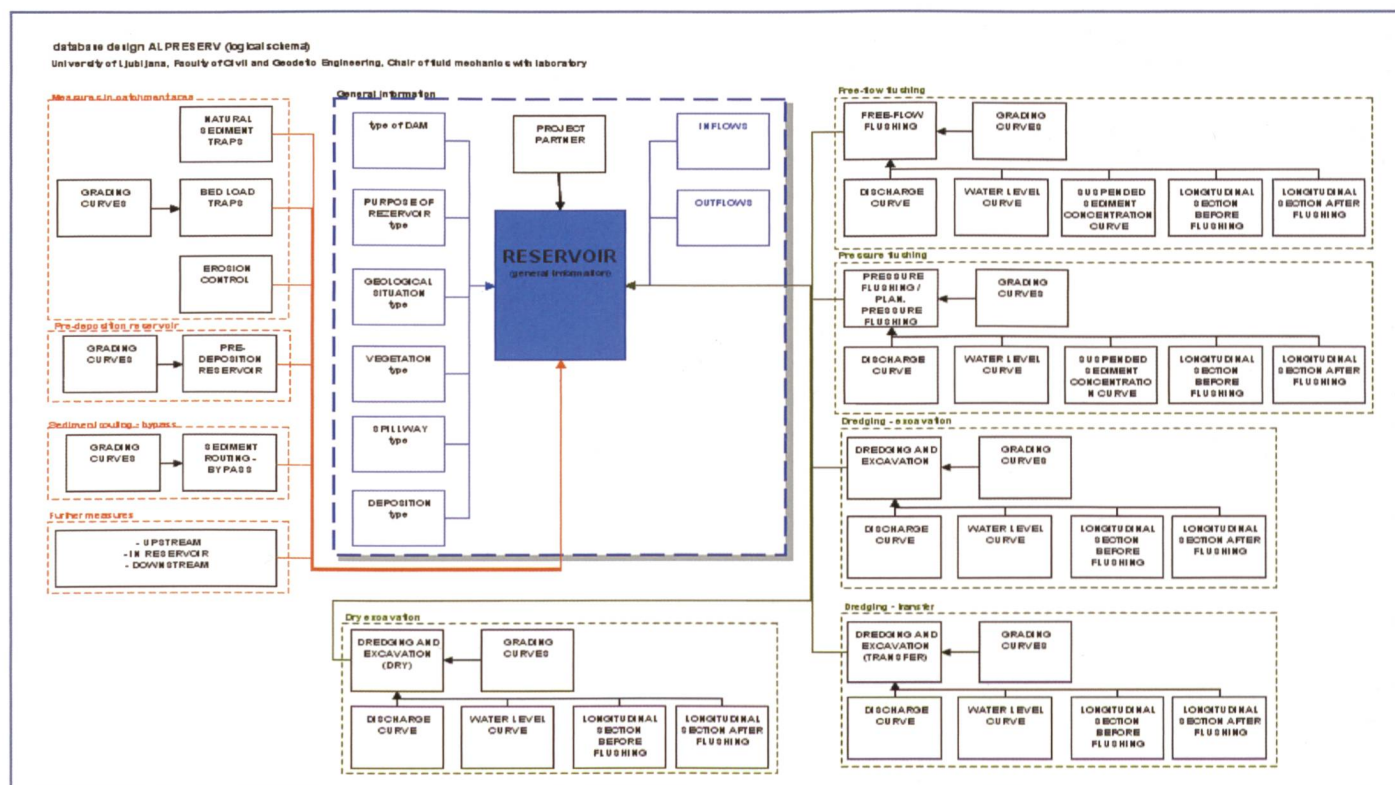 database design ALPRESERV (logical schema)
University of Ljubljana, Faculty of Civil and Geodetic Engineering, Chair of fluid mechanics with laboratory
Measures in catchment area
NATURAL
SEDIMENT
TRAPS
GRADING
CURVES
BED LOAD
TRAPS
EROSION
CONTROL
Pre-deposition reservoir
GRADING
CURVES
PRE-
DEPOSITION
RESERVOIR
Sediment routing - bypass
GRADING
CURVES
SEDIMENT
ROUTING -
BYPASS
Further measures
- UPSTREAM
- IN RESERVOIR
- DOWNSTREAM
General information
type of DAM
PURPOSE OF
REZERVOIR
type
GEOLOGICAL
SITUATION
type
VEGETATION
type
SPILLWAY
type
DEPOSITION
type
PROJECT
PARTNER
RESERVOIR
(general information)
INFLOWS
OUTFLOWS
Free-flow flushing
FREE-FLOW
FLUSHING
GRADING
CURVES
DISCHARGE
CURVE
WATER LEVEL
CURVE
SUSPENDED
SEDIMENT
CONCENTRATION
CURVE
LONGITUDINAL
SECTION
BEFORE
FLUSHING
LONGITUDINAL
SECTION AFTER
FLUSHING
Pressure flushing
PRESSURE
FLUSHING /
PLAN.
PRESSURE
FLUSHING
GRADING
CURVES
DISCHARGE
CURVE
WATER LEVEL
CURVE
SUSPENDED
SEDIMENT
CONCENTRATIO
N CURVE
LONGITUDINAL
SECTION
BEFORE
FLUSHING
LONGITUDINAL
SECTION AFTER
FLUSHING
Dredging - excavation
DREDGING AND
EXCAVATION
GRADING
CURVES
DISCHARGE
CURVE
WATER LEVEL
CURVE
LONGITUDINAL
SECTION
BEFORE
FLUSHING
LONGITUDINAL
SECTION AFTER
FLUSHING
Dry excavation
DREDGING AND
EXCAVATION
(DRY)
GRADING
CURVES
DISCHARGE
CURVE
WATER LEVEL
CURVE
LONGITUDINAL
SECTION
BEFORE
FLUSHING
LONGITUDINAL
SECTION AFTER
FLUSHING
Dredging - transfer
DREDGING AND
EXCAVATION
(TRANSFER)
GRADING
CURVES
DISCHARGE
CURVE
WATER LEVEL
CURVE
LONGITUDINAL
SECTION
BEFORE
FLUSHING
LONGITUDINAL
SECTION AFTER
FLUSHING